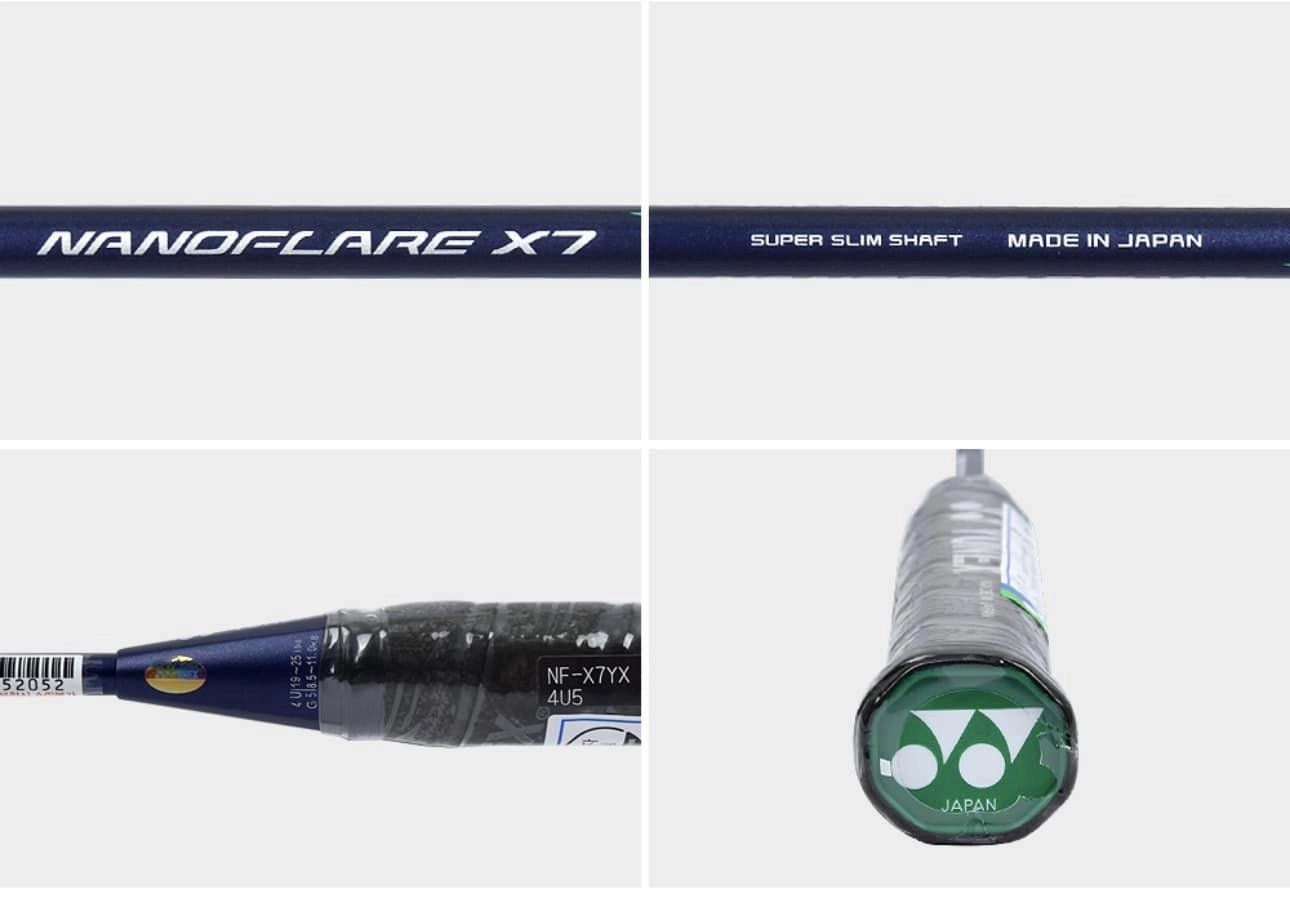 NANOFLARE X7
SUPER SLIM SHAFT MADE IN JAPAN
52052
4U 19~25 lbs
G5 8.5~11.0kg
NF-X7YX
4U5
JAPAN